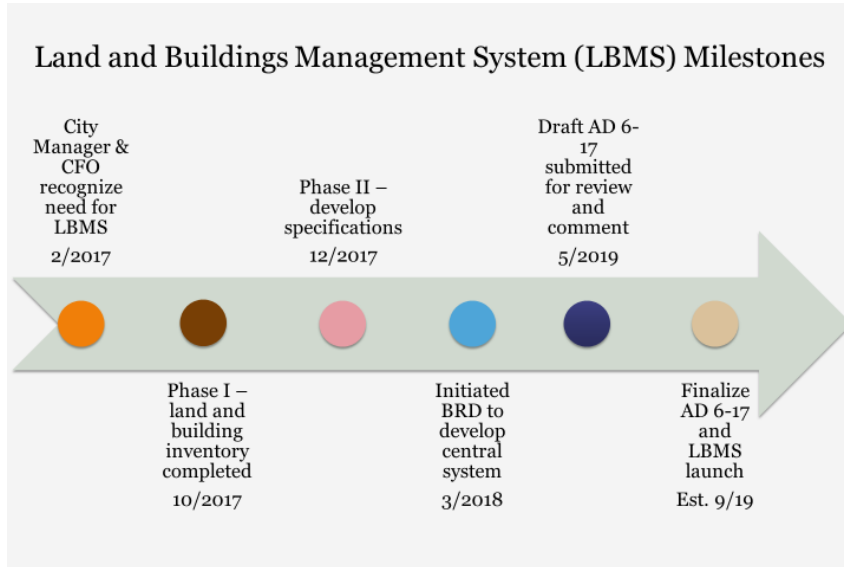 Land and Buildings Management System (LBMS) Milestones
City
Manager &
CFO
recognize
need for
LBMS
2/2017
Phase I –
land and
building
inventory
completed
10/2017
Phase II –
develop
specifications
12/2017
Initiated
BRD to
develop
central
system
3/2018
Draft AD 6-
17
submitted
for review
and
comment
5/2019
Finalize
AD 6-17
and
LBMS
launch
Est. 9/19